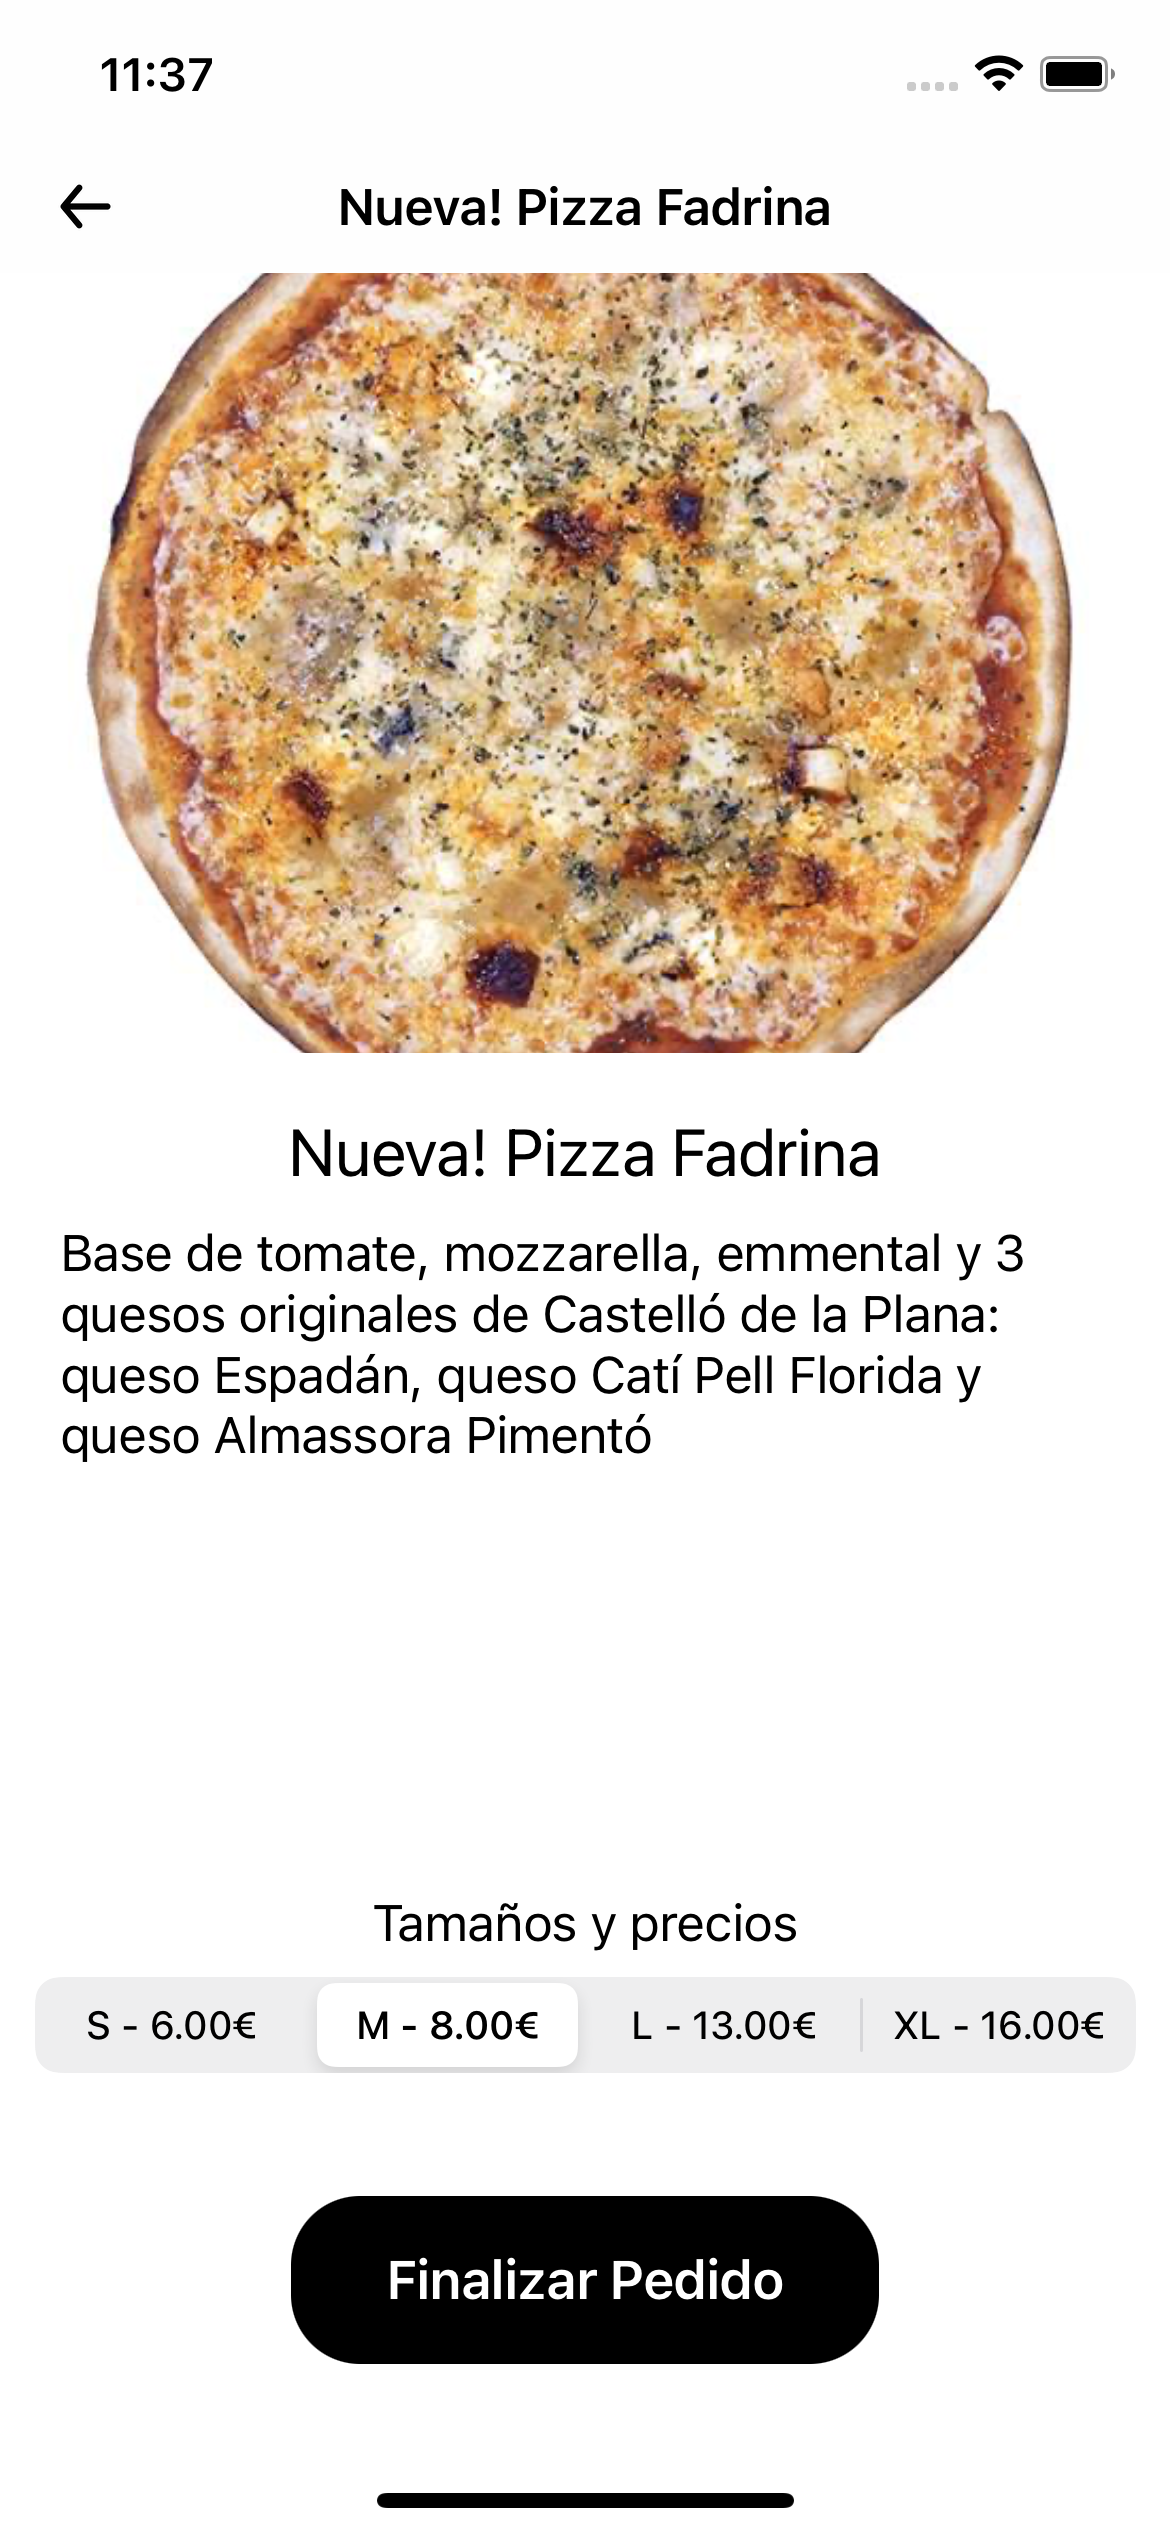 11:37
Nueva! Pizza Fadrina
Nueva! Pizza Fadrina
Base de tomate, mozzarella, emmental y 3
quesos originales de Castelló de la Plana:
queso Espadán, queso Catí Pell Florida y
queso Almassora Pimentó
Tamaños y precios
S - 6.00€ M - 8.00€ L - 13.00€ XL - 16.00€
Finalizar Pedido